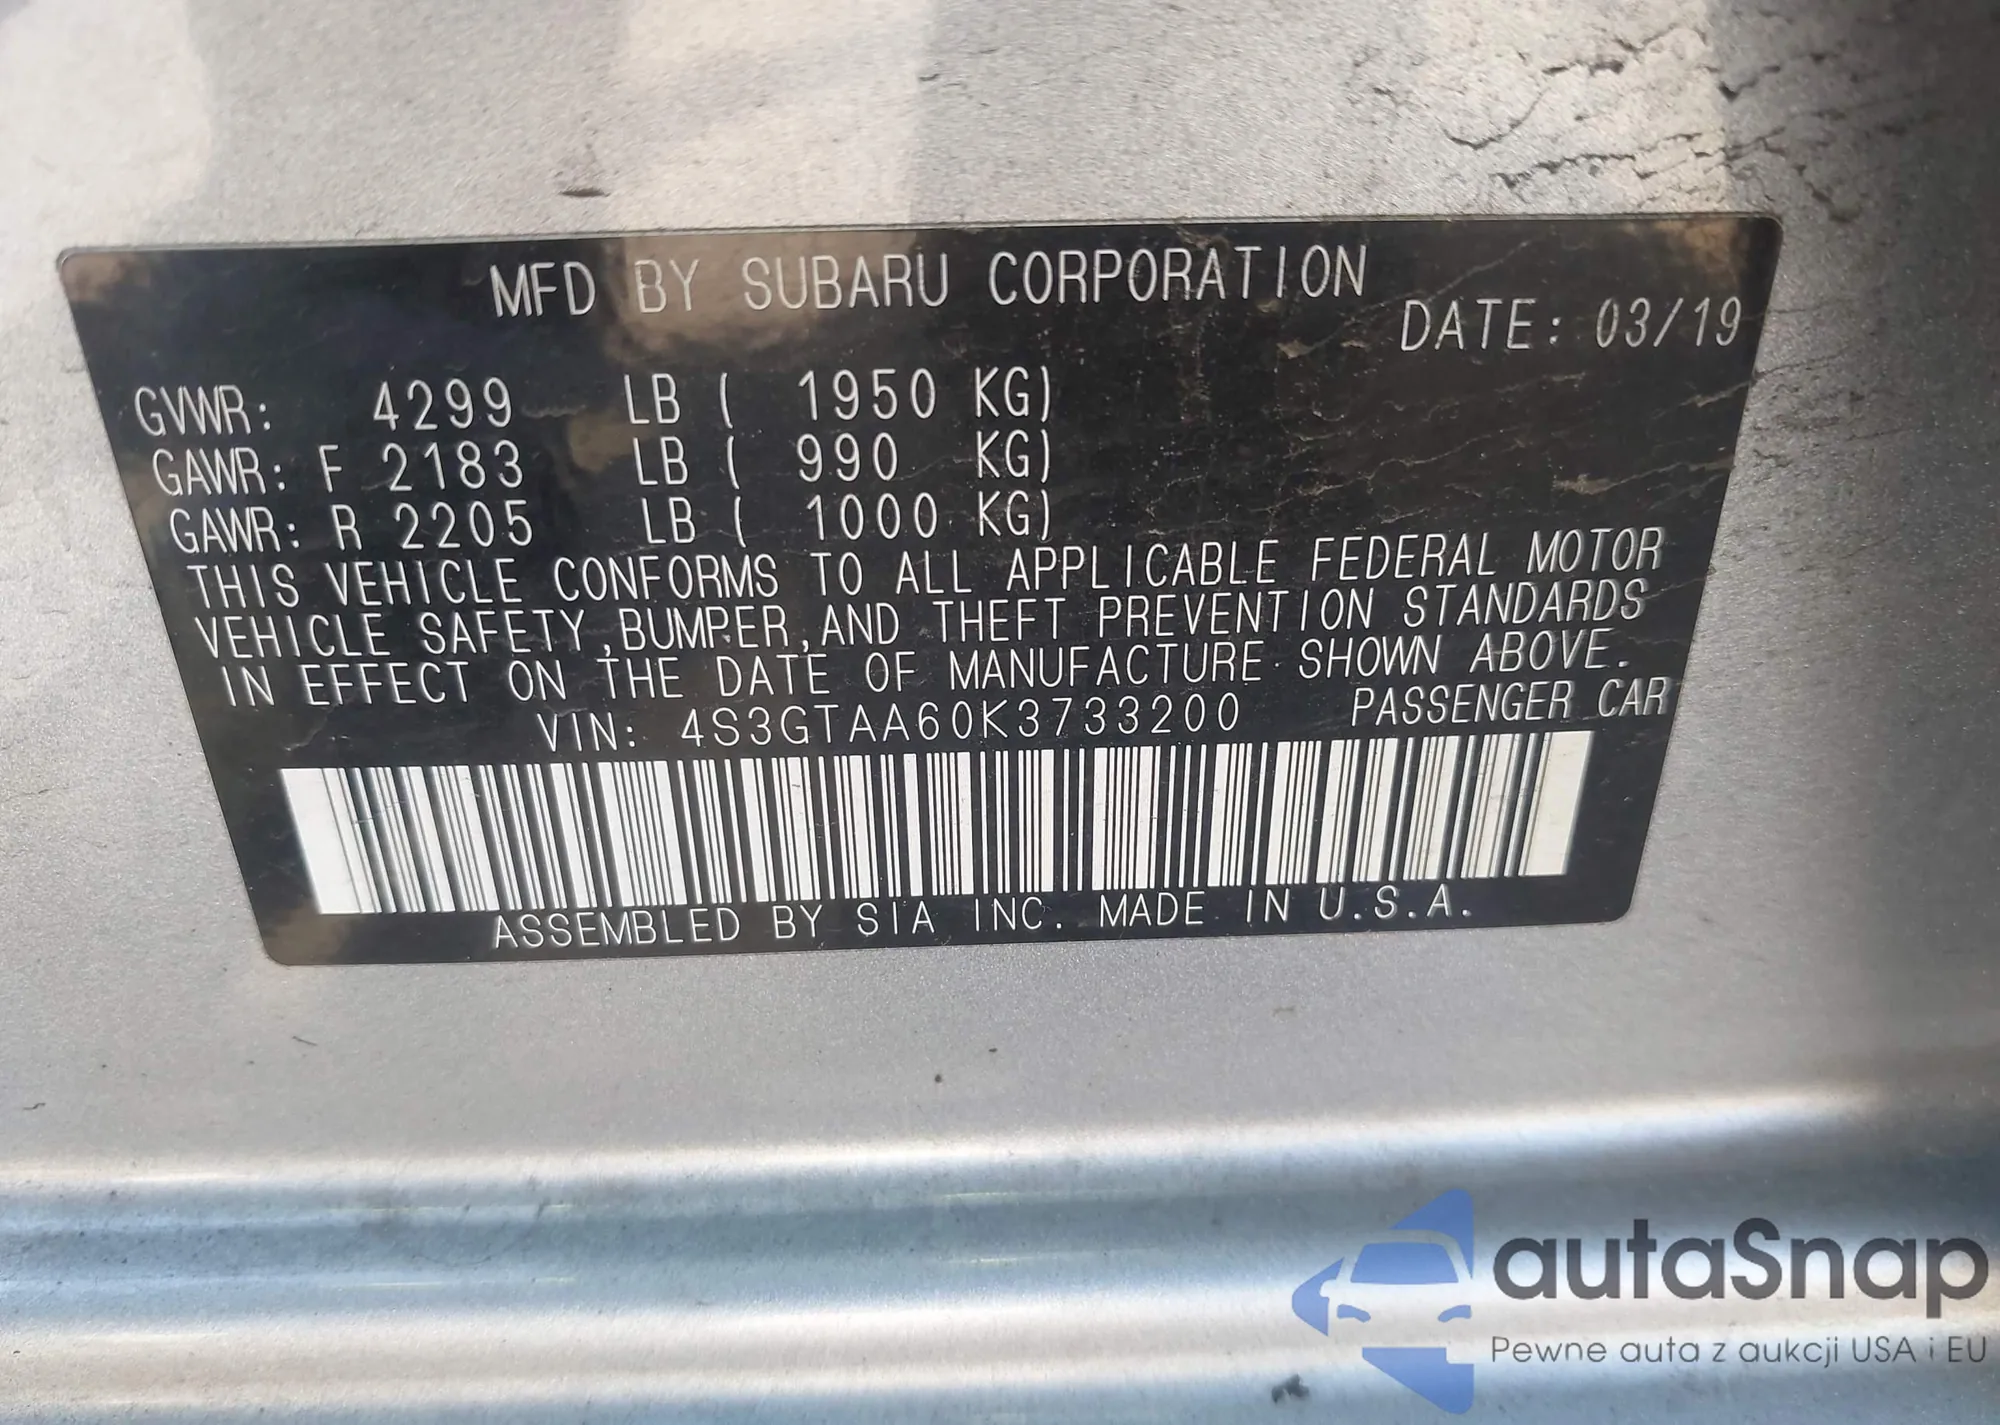 MFD BY SUBARU CORPORATION
DATE: 03/19
GVWR: 4299 LB ( 1950 KG)
GAWR: F 2183 LB ( 990 KG)
GAWR: R 2205 LB ( 1000 KG)
THIS VEHICLE CONFORMS TO ALL APPLICABLE FEDERAL MOTOR
VEHICLE SAFETY,BUMPER,AND THEFT PREVENTION STANDARDS
IN EFFECT ON THE DATE OF MANUFACTURE SHOWN ABOVE.
VIN: 4S3GTAA60K3733200 PASSENGER CAR
ASSEMBLED BY SIA INC. MADE IN U.S.A.
autaSnap
Pewne auta z aukcji USA i EU